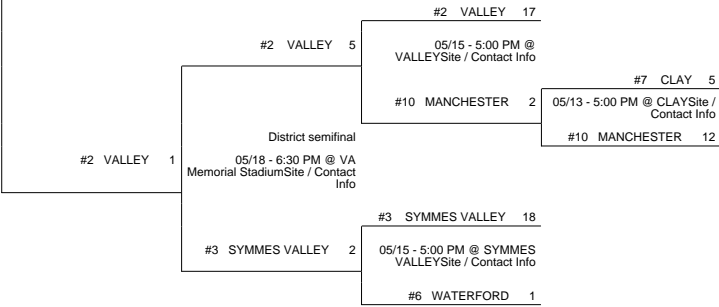 #2 VALLEY 17
#2 VALLEY 5
05/15 - 5:00 PM @
VALLEYSite / Contact Info
#7 CLAY 5
#10 MANCHESTER 2
05/13 - 5:00 PM @ CLAYSite /
Contact Info
District semifinal
#10 MANCHESTER 12
#2 VALLEY 1
05/18 - 6:30 PM @ VA
Memorial StadiumSite / Contact
Info
#3 SYMMES VALLEY 18
#3 SYMMES VALLEY 2
05/15 - 5:00 PM @ SYMMES
VALLEYSite / Contact Info
#6 WATERFORD 1